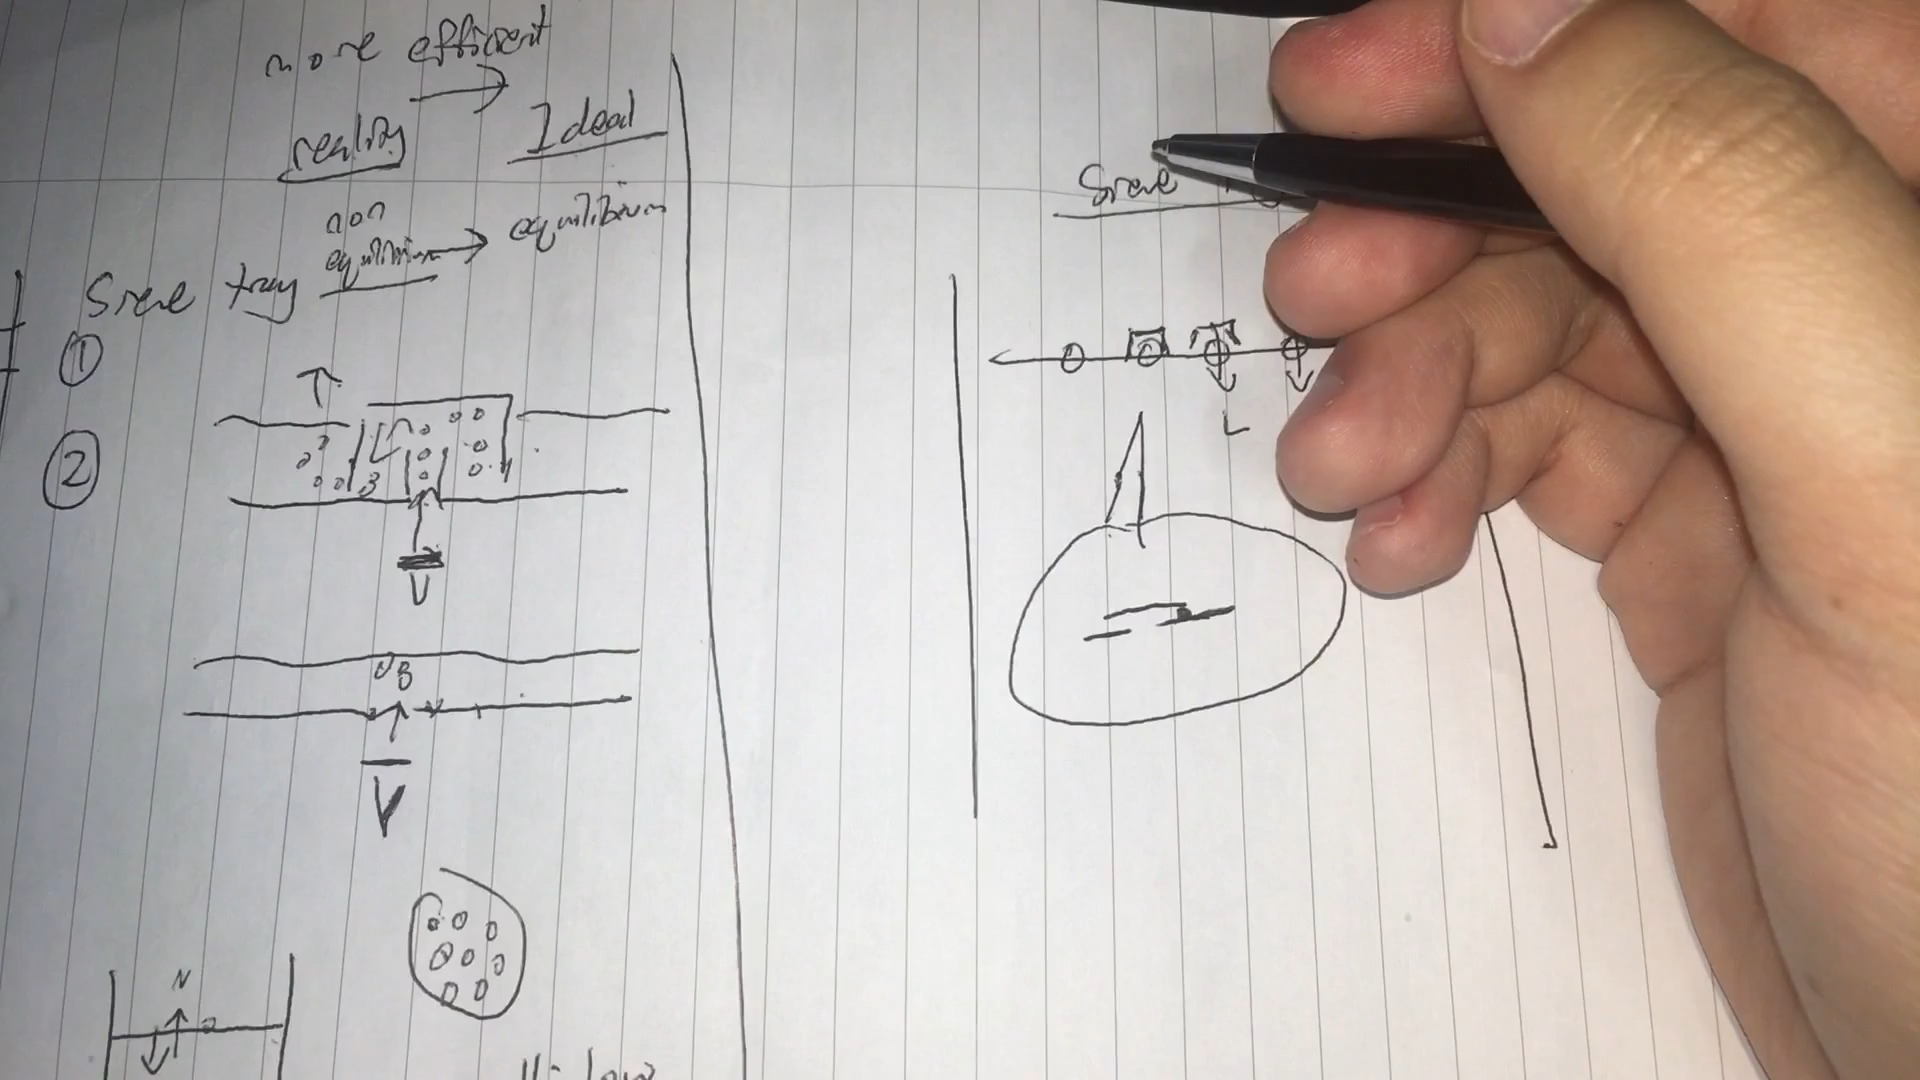 more efficient
reality
Ideal
non
equilibrium
equilibrium
Sieve tray
①
②
L
V
V
Sieve
L